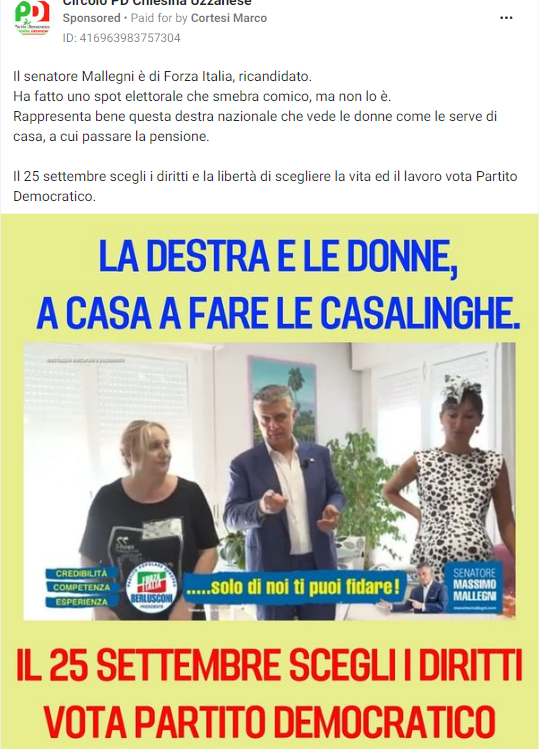 Circolo PD Chiesina Uzzanese
Sponsored • Paid for by Cortesi Marco
ID: 416963983757304
Il senatore Mallegni è di Forza Italia, ricandidato.
Ha fatto uno spot elettorale che smebra comico, ma non lo è.
Rappresenta bene questa destra nazionale che vede le donne come le serve di
casa, a cui passare la pensione.
Il 25 settembre scegli i diritti e la libertà di scegliere la vita ed il lavoro vota Partito
Democratico.
LA DESTRA E LE DONNE,
A CASA A FARE LE CASALINGHE.
CREDIBILITÀ
COMPETENZA
ESPERIENZA
FORZA
ITALIA
BERLUSCONI
PRESIDENTE
.....solo di noi ti puoi fidare!
SENATORE
MASSIMO
MALLEGNI
IL 25 SETTEMBRE SCEGLI I DIRITTI
VOTA PARTITO DEMOCRATICO